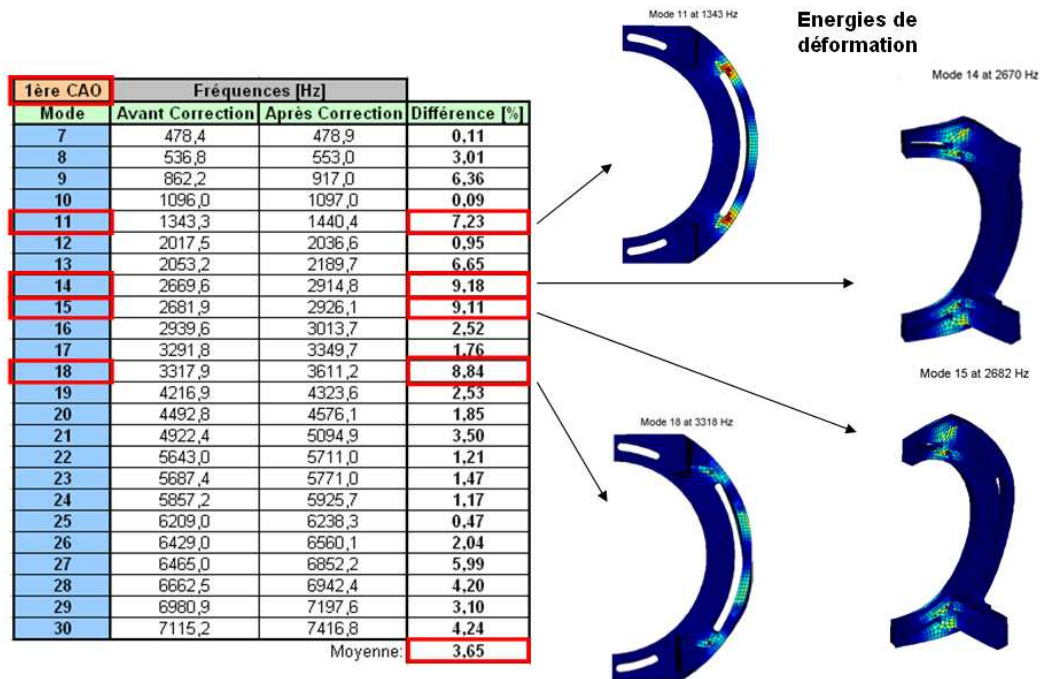 Mode 11 at 1343 Hz
Energies de
déformation
Mode 14 at 2670 Hz
1ère CAO Fréquences [Hz]
Mode Avant Correction Après Correction Différence [%]
7 478,4 478,9 0,11
8 536,8 553,0 3,01
9 862,2 917,0 6,36
10 1096,0 1097,0 0,09
11 1343,3 1440,4 7,23
12 2017,5 2036,6 0,95
13 2053,2 2189,7 6,65
14 2669,6 2914,8 9,18
15 2681,9 2926,1 9,11
16 2939,6 3013,7 2,52
17 3291,8 3349,7 1,76
18 3317,9 3611,2 8,84
19 4216,9 4323,6 2,53
20 4492,8 4576,1 1,85
21 4922,4 5094,9 3,50
22 5643,0 5711,0 1,21
23 5687,4 5771,0 1,47
24 5857,2 5925,7 1,17
25 6209,0 6238,3 0,47
26 6429,0 6560,1 2,04
27 6465,0 6852,2 5,99
28 6662,5 6942,4 4,20
29 6980,9 7197,6 3,10
30 7115,2 7416,8 4,24
Moyenne: 3,65
Mode 15 at 2682 Hz
Mode 18 at 3318 Hz